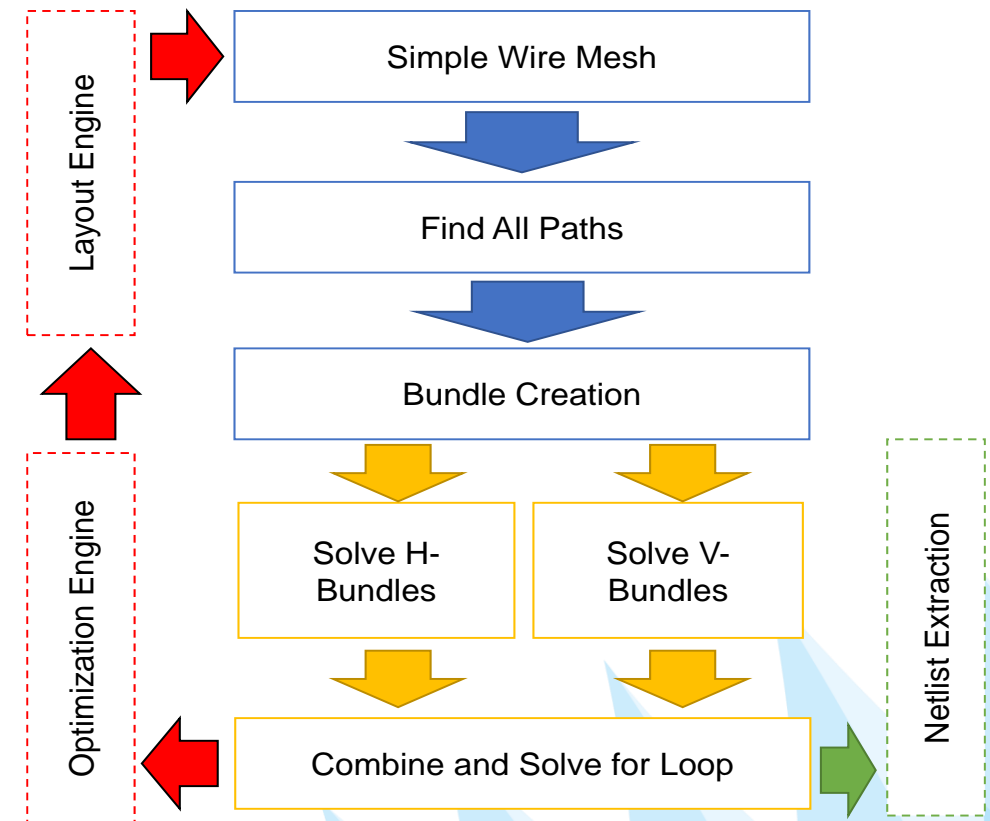 Layout Engine
Simple Wire Mesh
Find All Paths
Bundle Creation
Optimization Engine
Solve H-
Bundles
Solve V-
Bundles
Netlist Extraction
Combine and Solve for Loop